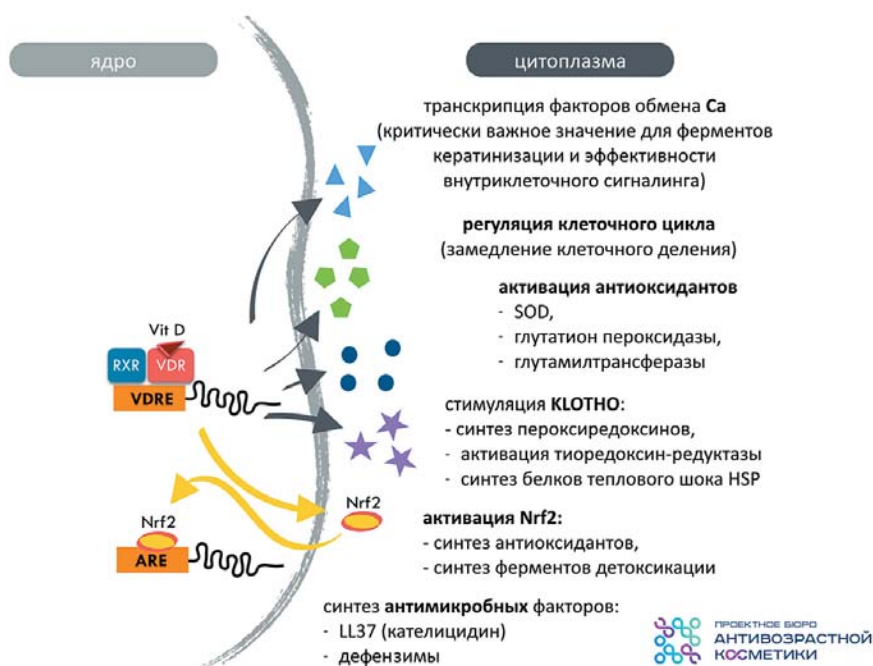 ядро
цитоплазма
транскрипция факторов обмена Ca
(критически важное значение для ферментов
кератинизации и эффективности
внутриклеточного сигналинга)
регуляция клеточного цикла
(замедление клеточного деления)
активация антиоксидантов
- SOD,
- глутатион пероксидазы,
- глутамилтрансферазы
Vit D
RXR
VDR
VDRE
стимуляция KLOTHO:
- синтез пероксиредоксинов,
- активация тиоредоксин-редуктазы
- синтез белков теплового шока HSP
Nrf2
Nrf2
ARE
активация Nrf2:
- синтез антиоксидантов,
- синтез ферментов детоксикации
синтез антимикробных факторов:
- LL37 (кателицидин)
- дефензимы
ПРОЕКТНОЕ БЮРО
АНТИВОЗРАСТНОЙ
КОСМЕТИКИ